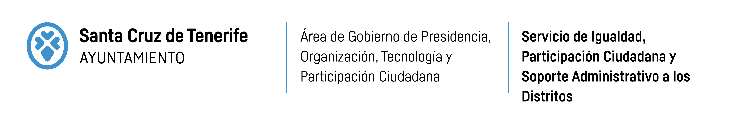 Santa Cruz de Tenerife
AYUNTAMIENTO
Área de Gobierno de Presidencia,
Organización, Tecnología y
Participación Ciudadana
Servicio de Igualdad,
Participación Ciudadana y
Soporte Administrativo a los
Distritos